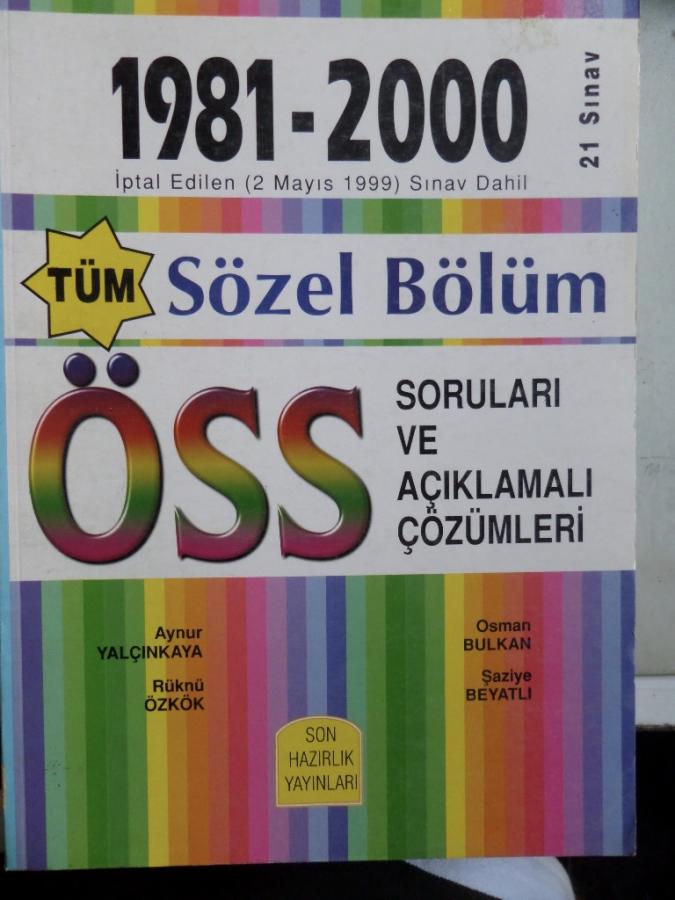 1981-2000
21 Sınav
İptal Edilen (2 Mayıs 1999) Sınav Dahil
TÜM
Sözel Bölüm
ÖSS
SORULARI
VE
AÇIKLAMALI
ÇÖZÜMLERİ
Aynur
YALÇINKAYA
Rüknü
ÖZKÖK
Osman
BULKAN
Şaziye
BEYATLI
SON
HAZIRLIK
YAYINLARI